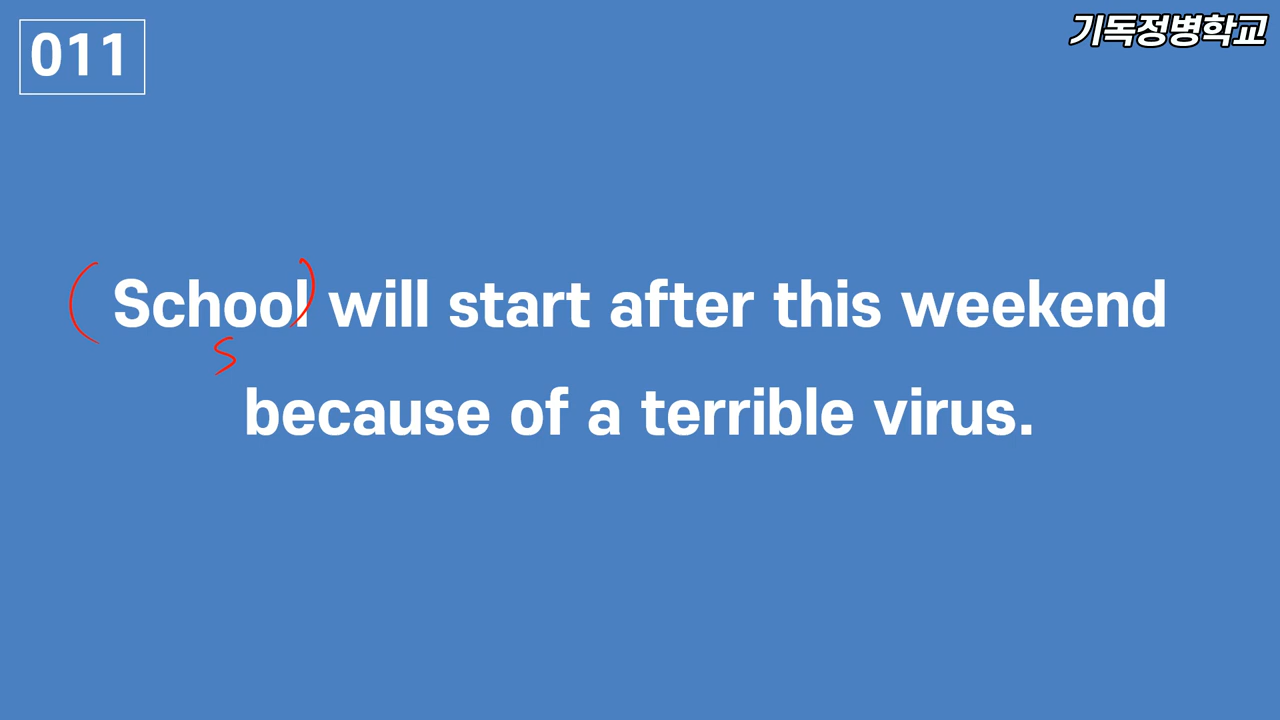 011
기독정병학교
(School) will start after this weekend
S
because of a terrible virus.